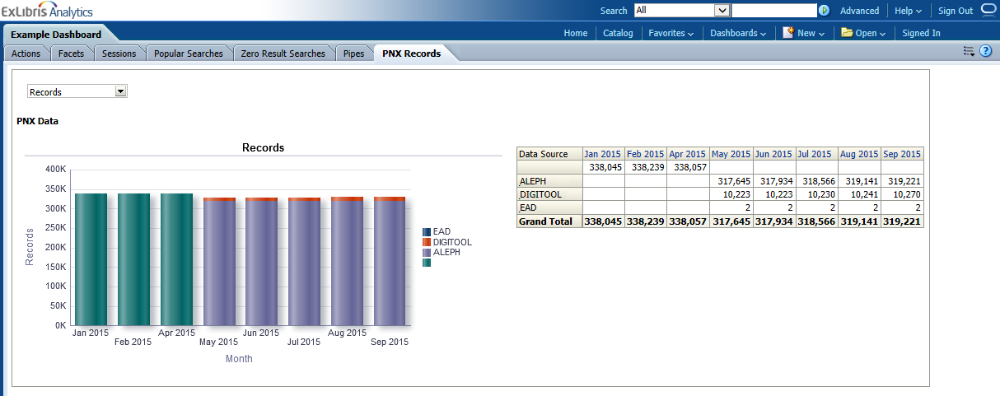 ExLibris Analytics
Search All Advanced Help Sign Out
Example Dashboard
Home Catalog Favorites Dashboards New Open Signed In
Actions Facets Sessions Popular Searches Zero Result Searches Pipes PNX Records
Records
PNX Data
Records
400K
350K
300K
250K
200K
150K
100K
50K
0K
Records
Jan 2015 Apr 2015 Jun 2015 Aug 2015
Feb 2015 May 2015 Jul 2015 Sep 2015
Month
EAD
DIGITOOL
ALEPH
Data Source Jan 2015 Feb 2015 Apr 2015 May 2015 Jun 2015 Jul 2015 Aug 2015 Sep 2015
338,045 338,239 338,057
ALEPH 317,645 317,934 318,566 319,141 319,221
DIGITOOL 10,223 10,223 10,230 10,241 10,270
EAD 2 2 2 2 2
Grand Total 338,045 338,239 338,057 317,645 317,934 318,566 319,141 319,221